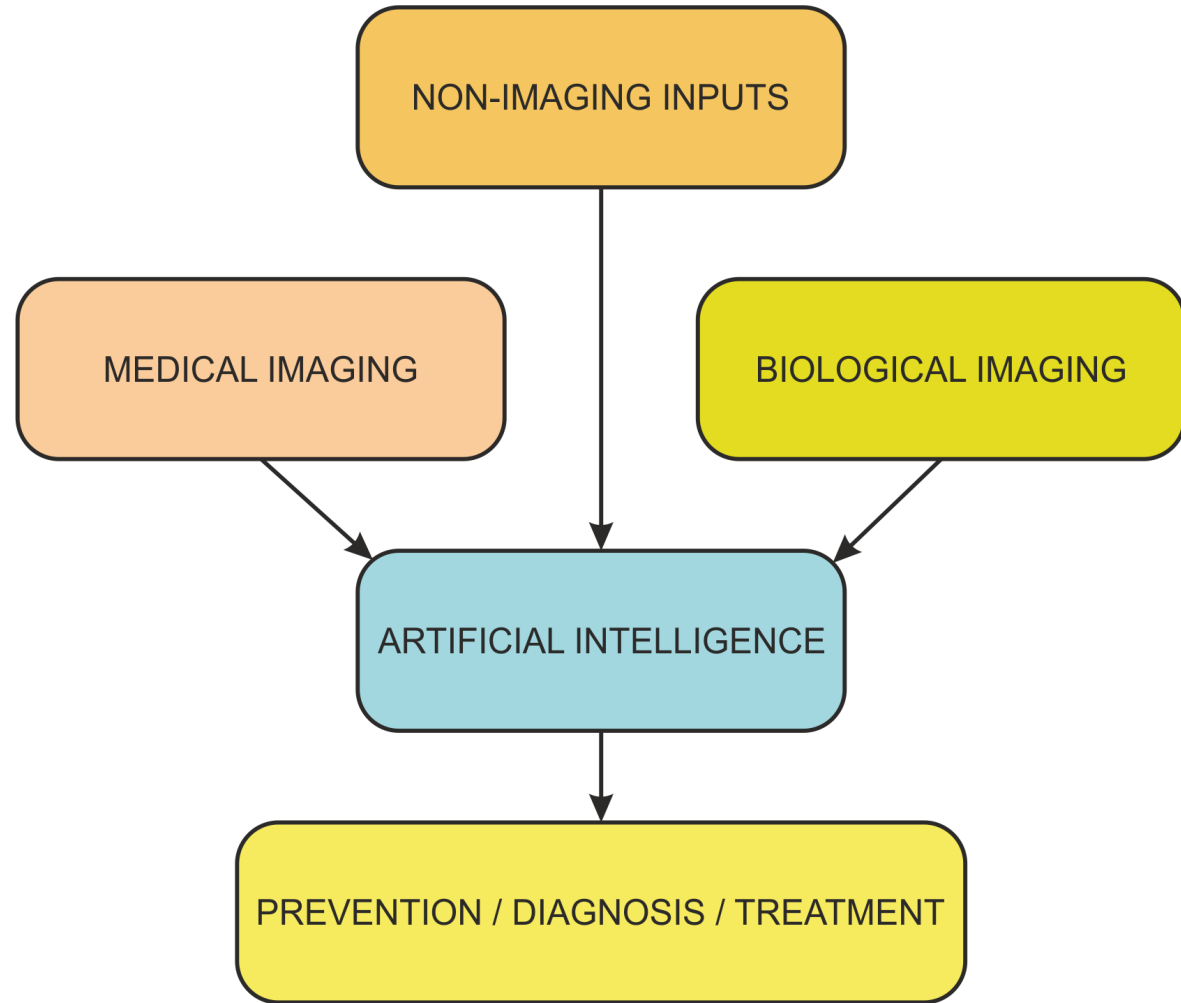 NON-IMAGING INPUTS
MEDICAL IMAGING
BIOLOGICAL IMAGING
ARTIFICIAL INTELLIGENCE
PREVENTION / DIAGNOSIS / TREATMENT